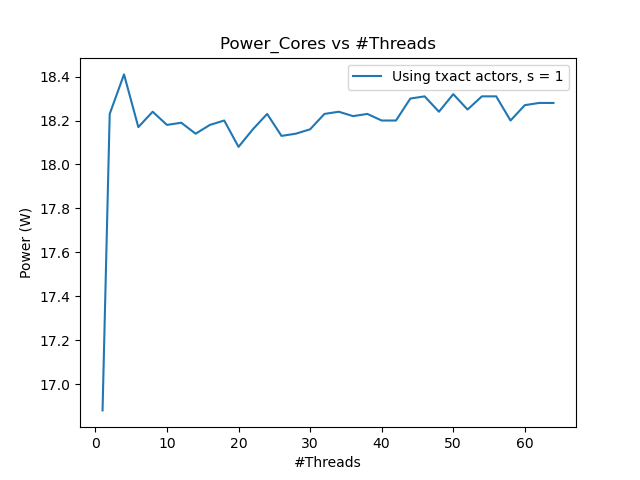 Power_Cores vs #Threads
Using txact actors, s = 1
Power (W)
18.4
18.2
18.0
17.8
17.6
17.4
17.2
17.0
0 10 20 30 40 50 60
#Threads